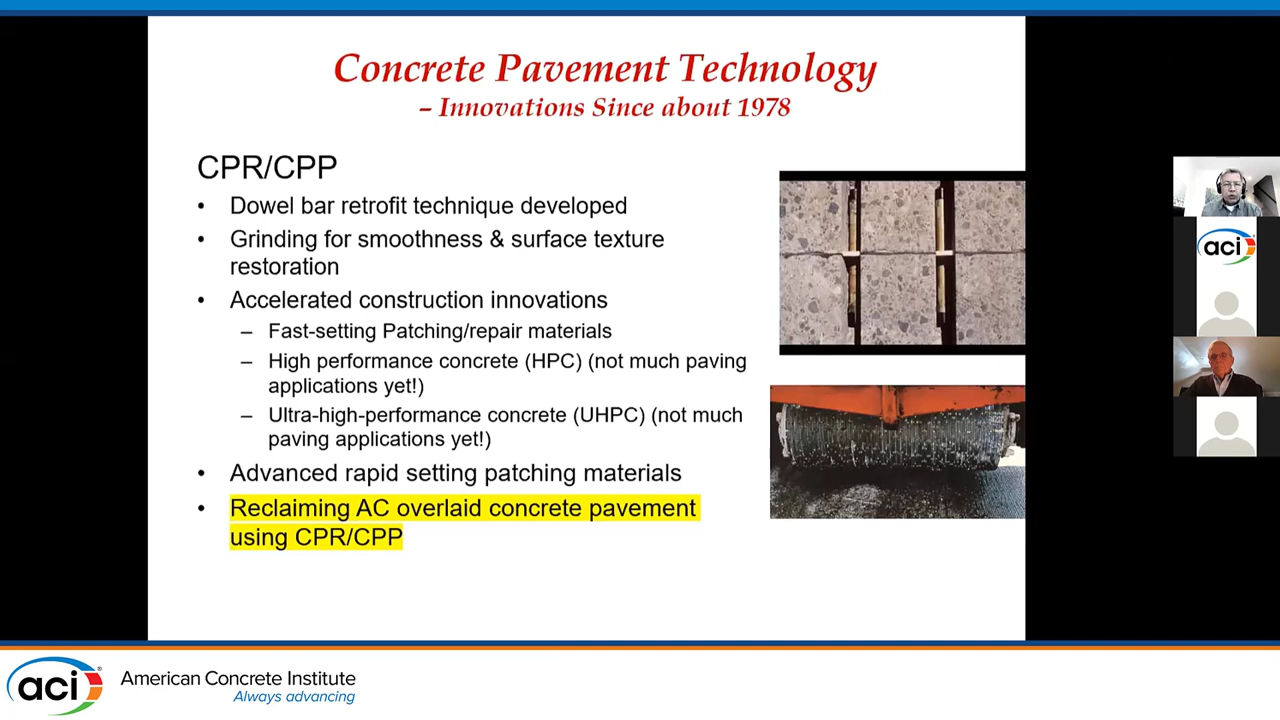 Concrete Pavement Technology
– Innovations Since about 1978
CPR/CPP
• Dowel bar retrofit technique developed
• Grinding for smoothness & surface texture
restoration
• Accelerated construction innovations
– Fast-setting Patching/repair materials
– High performance concrete (HPC) (not much paving
applications yet!)
– Ultra-high-performance concrete (UHPC) (not much
paving applications yet!)
• Advanced rapid setting patching materials
• Reclaiming AC overlaid concrete pavement
using CPR/CPP
aci
aci®
American Concrete Institute
Always advancing